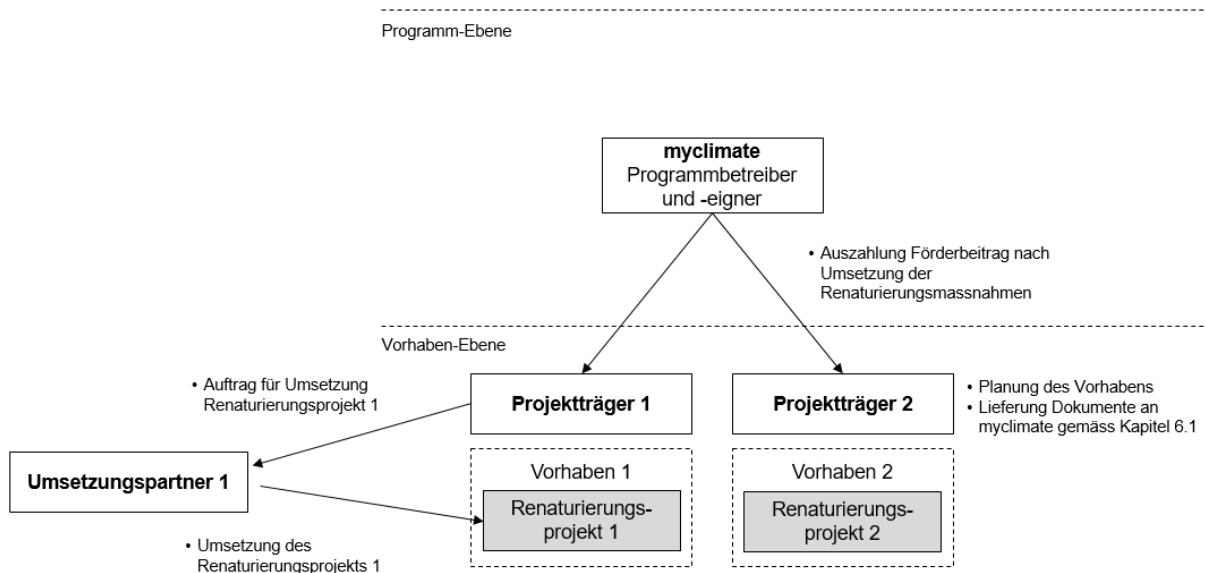 Programm-Ebene
myclimate
Programmbetreiber
und -eigner
• Auszahlung Förderbeitrag nach
Umsetzung der
Renaturierungsmassnahmen
Vorhaben-Ebene
• Auftrag für Umsetzung
Renaturierungsprojekt 1
Projektträger 1
Projektträger 2
• Planung des Vorhabens
• Lieferung Dokumente an
myclimate gemäss Kapitel 6.1
Umsetzungspartner 1
Vorhaben 1
Renaturierungs-
projekt 1
Vorhaben 2
Renaturierungs-
projekt 2
• Umsetzung des
Renaturierungsprojekts 1